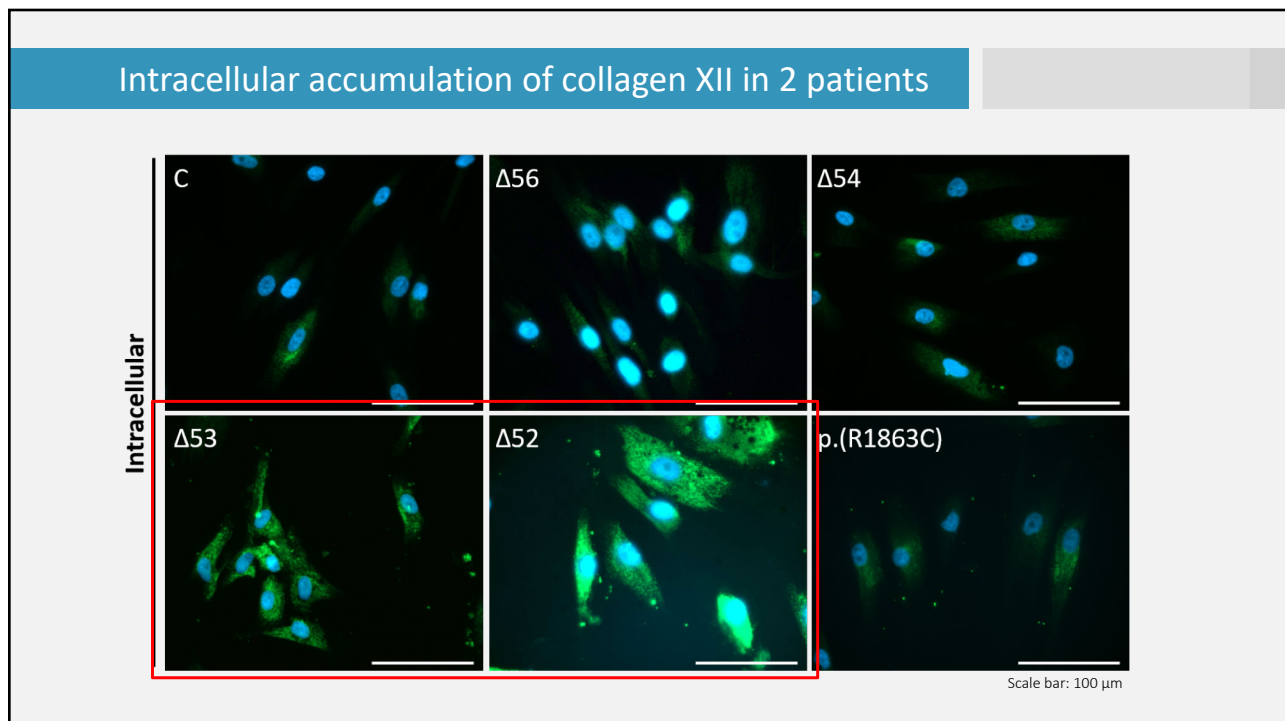 Intracellular accumulation of collagen XII in 2 patients
Intracellular
C
Δ56
Δ54
Δ53
Δ52
p.(R1863C)
Scale bar: 100 μm